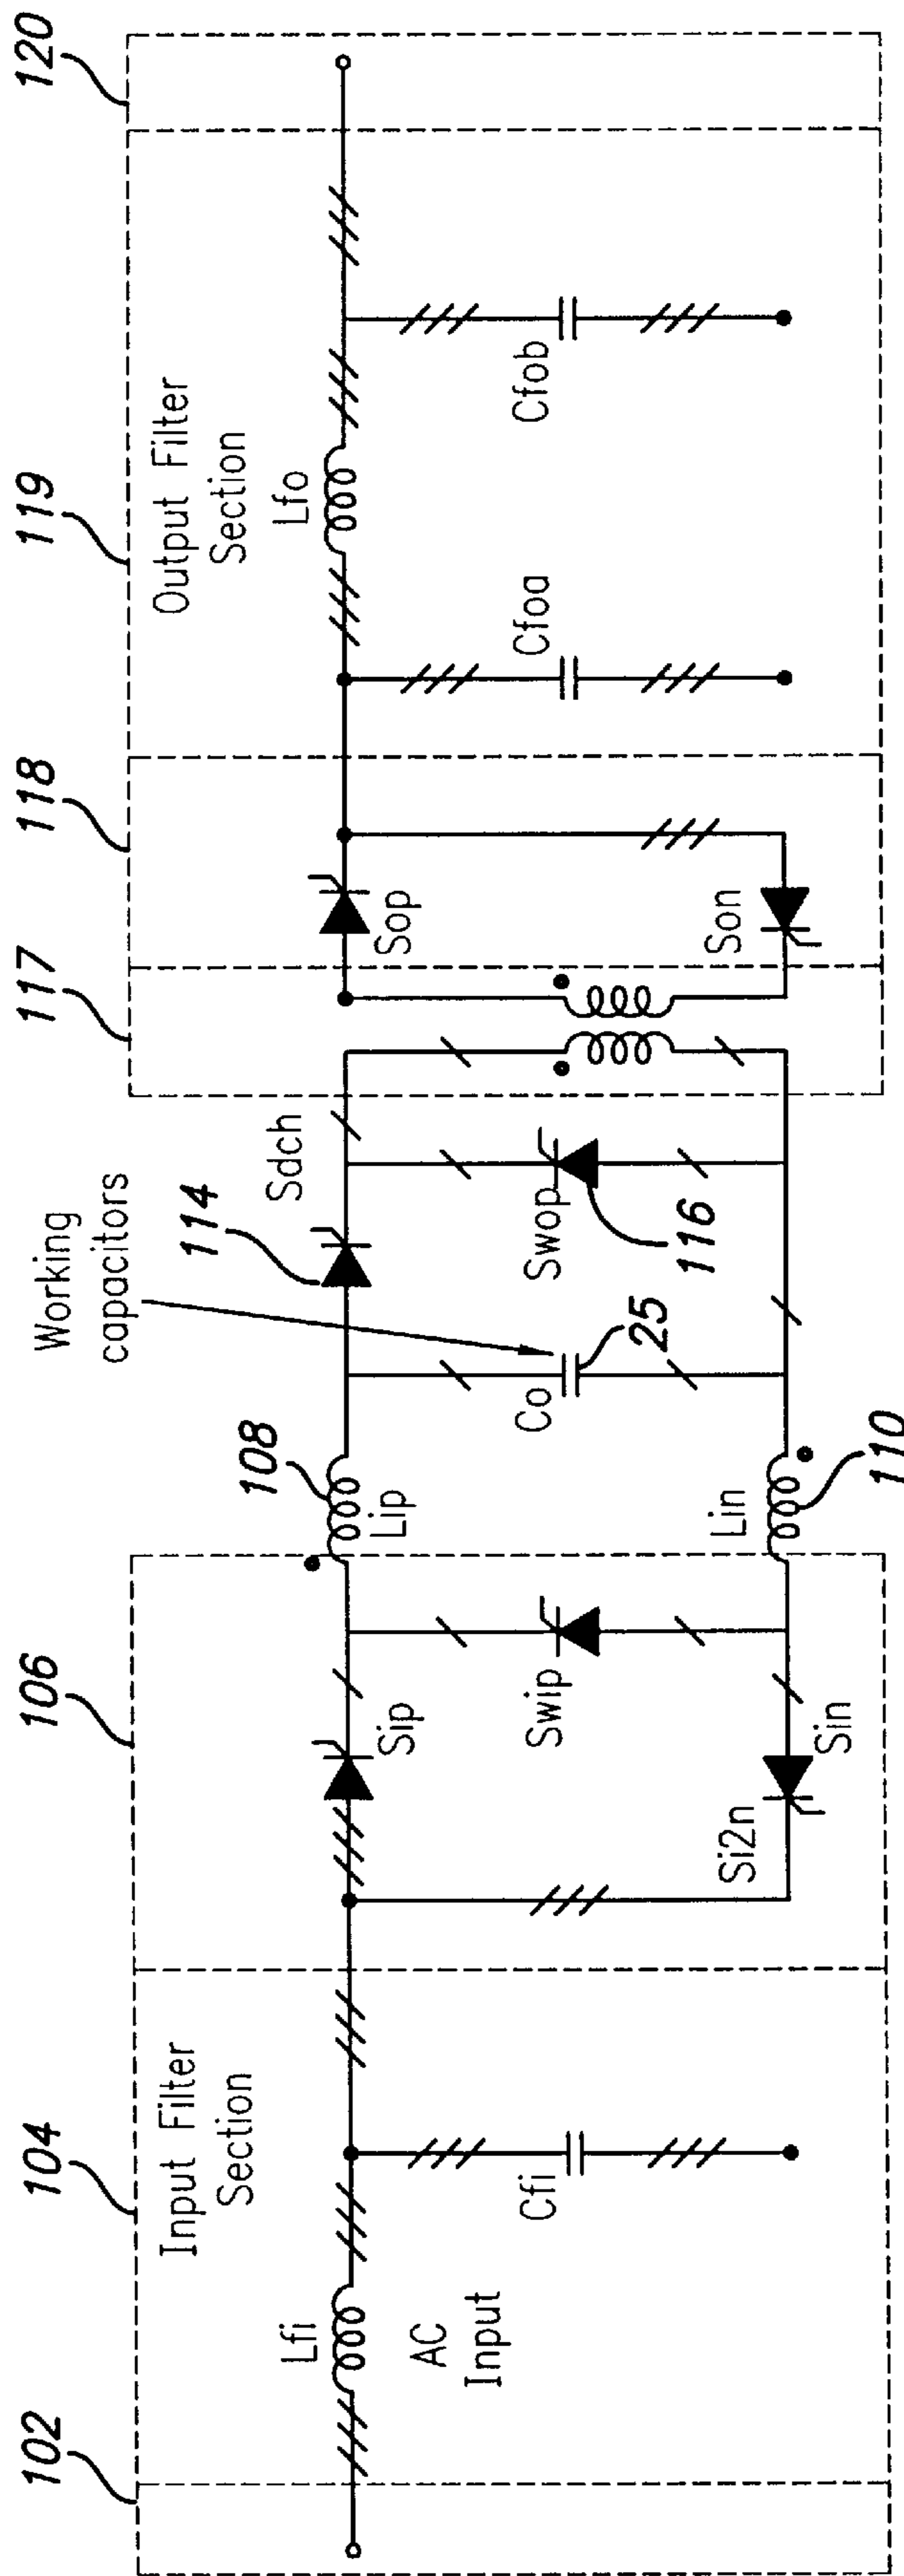 102
104
106
108
Working
capacitors
114
117
118
119
120
Input Filter
Section
Output Filter
Section
Lfi
AC
Input
Cfi
Sip
Swip
Si2n
Sin
Lip
Lin
110
Co
25
Sdch
Swop
116
Sop
Son
Cfoa
Lfo
Cfob